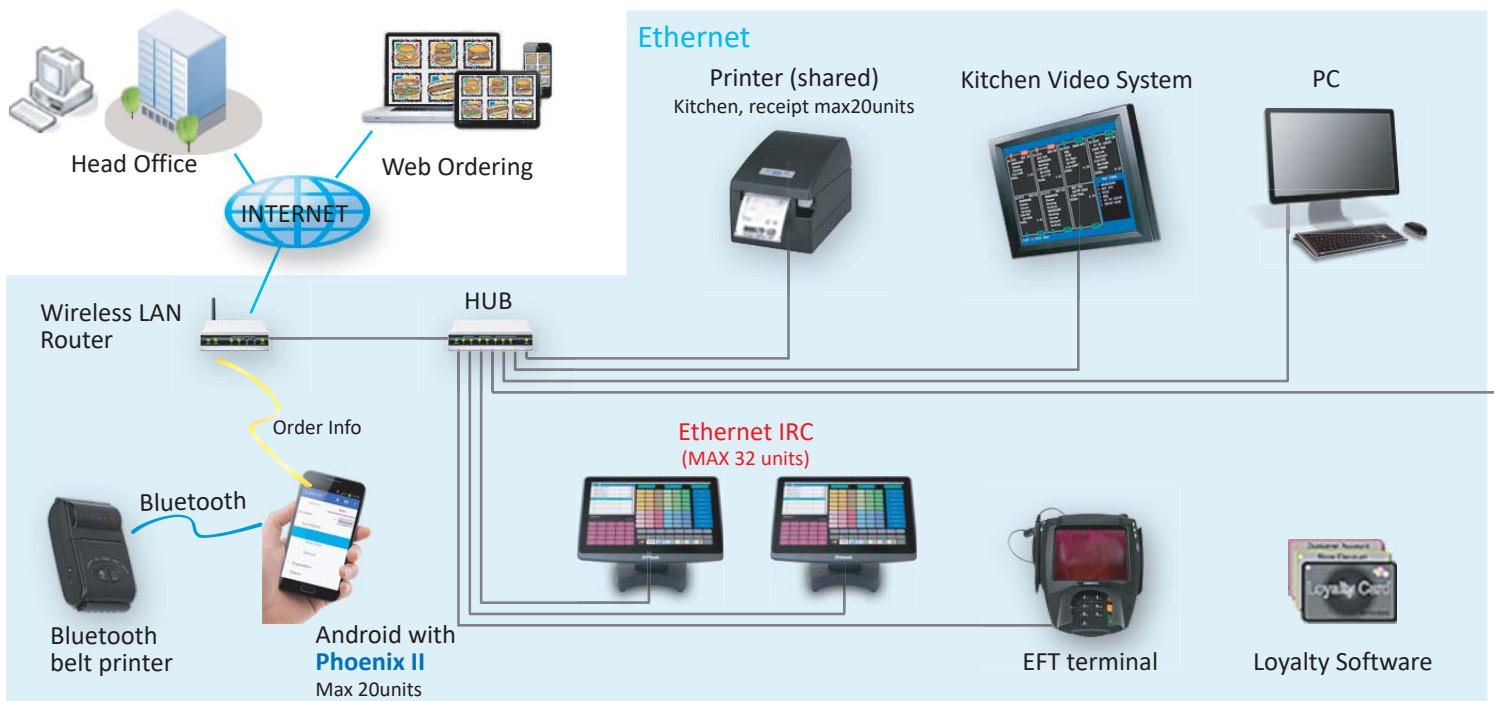 Ethernet
Printer (shared)
Kitchen, receipt max20units
Kitchen Video System
PC
Head Office
Web Ordering
INTERNET
Wireless LAN
Router
HUB
Order Info
Ethernet IRC
(MAX 32 units)
Bluetooth
Bluetooth
belt printer
Android with
Phoenix II
Max 20units
EFT terminal
Customer Account
Loyalty Card
Loyalty Software